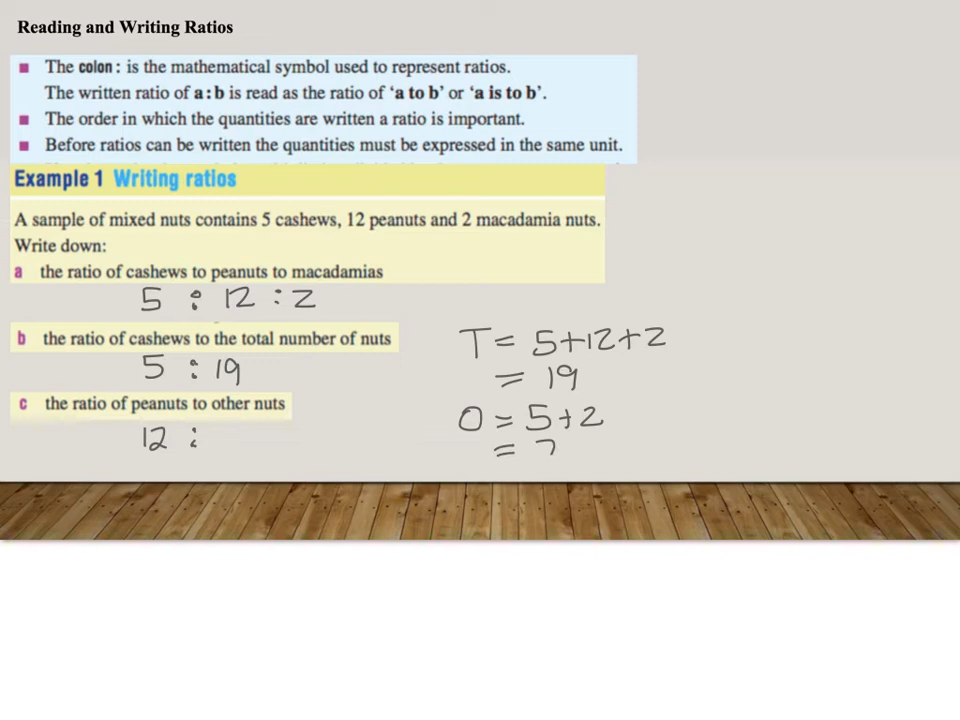 Reading and Writing Ratios
■ The colon : is the mathematical symbol used to represent ratios.
The written ratio of a : b is read as the ratio of ‘a to b’ or ‘a is to b’.
■ The order in which the quantities are written a ratio is important.
■ Before ratios can be written the quantities must be expressed in the same unit.
Example 1 Writing ratios
A sample of mixed nuts contains 5 cashews, 12 peanuts and 2 macadamia nuts.
Write down:
a the ratio of cashews to peanuts to macadamias
5 : 12 : 2
b the ratio of cashews to the total number of nuts
5 : 19
T = 5+12+2
= 19
c the ratio of peanuts to other nuts
12 :
O = 5+2
= 7